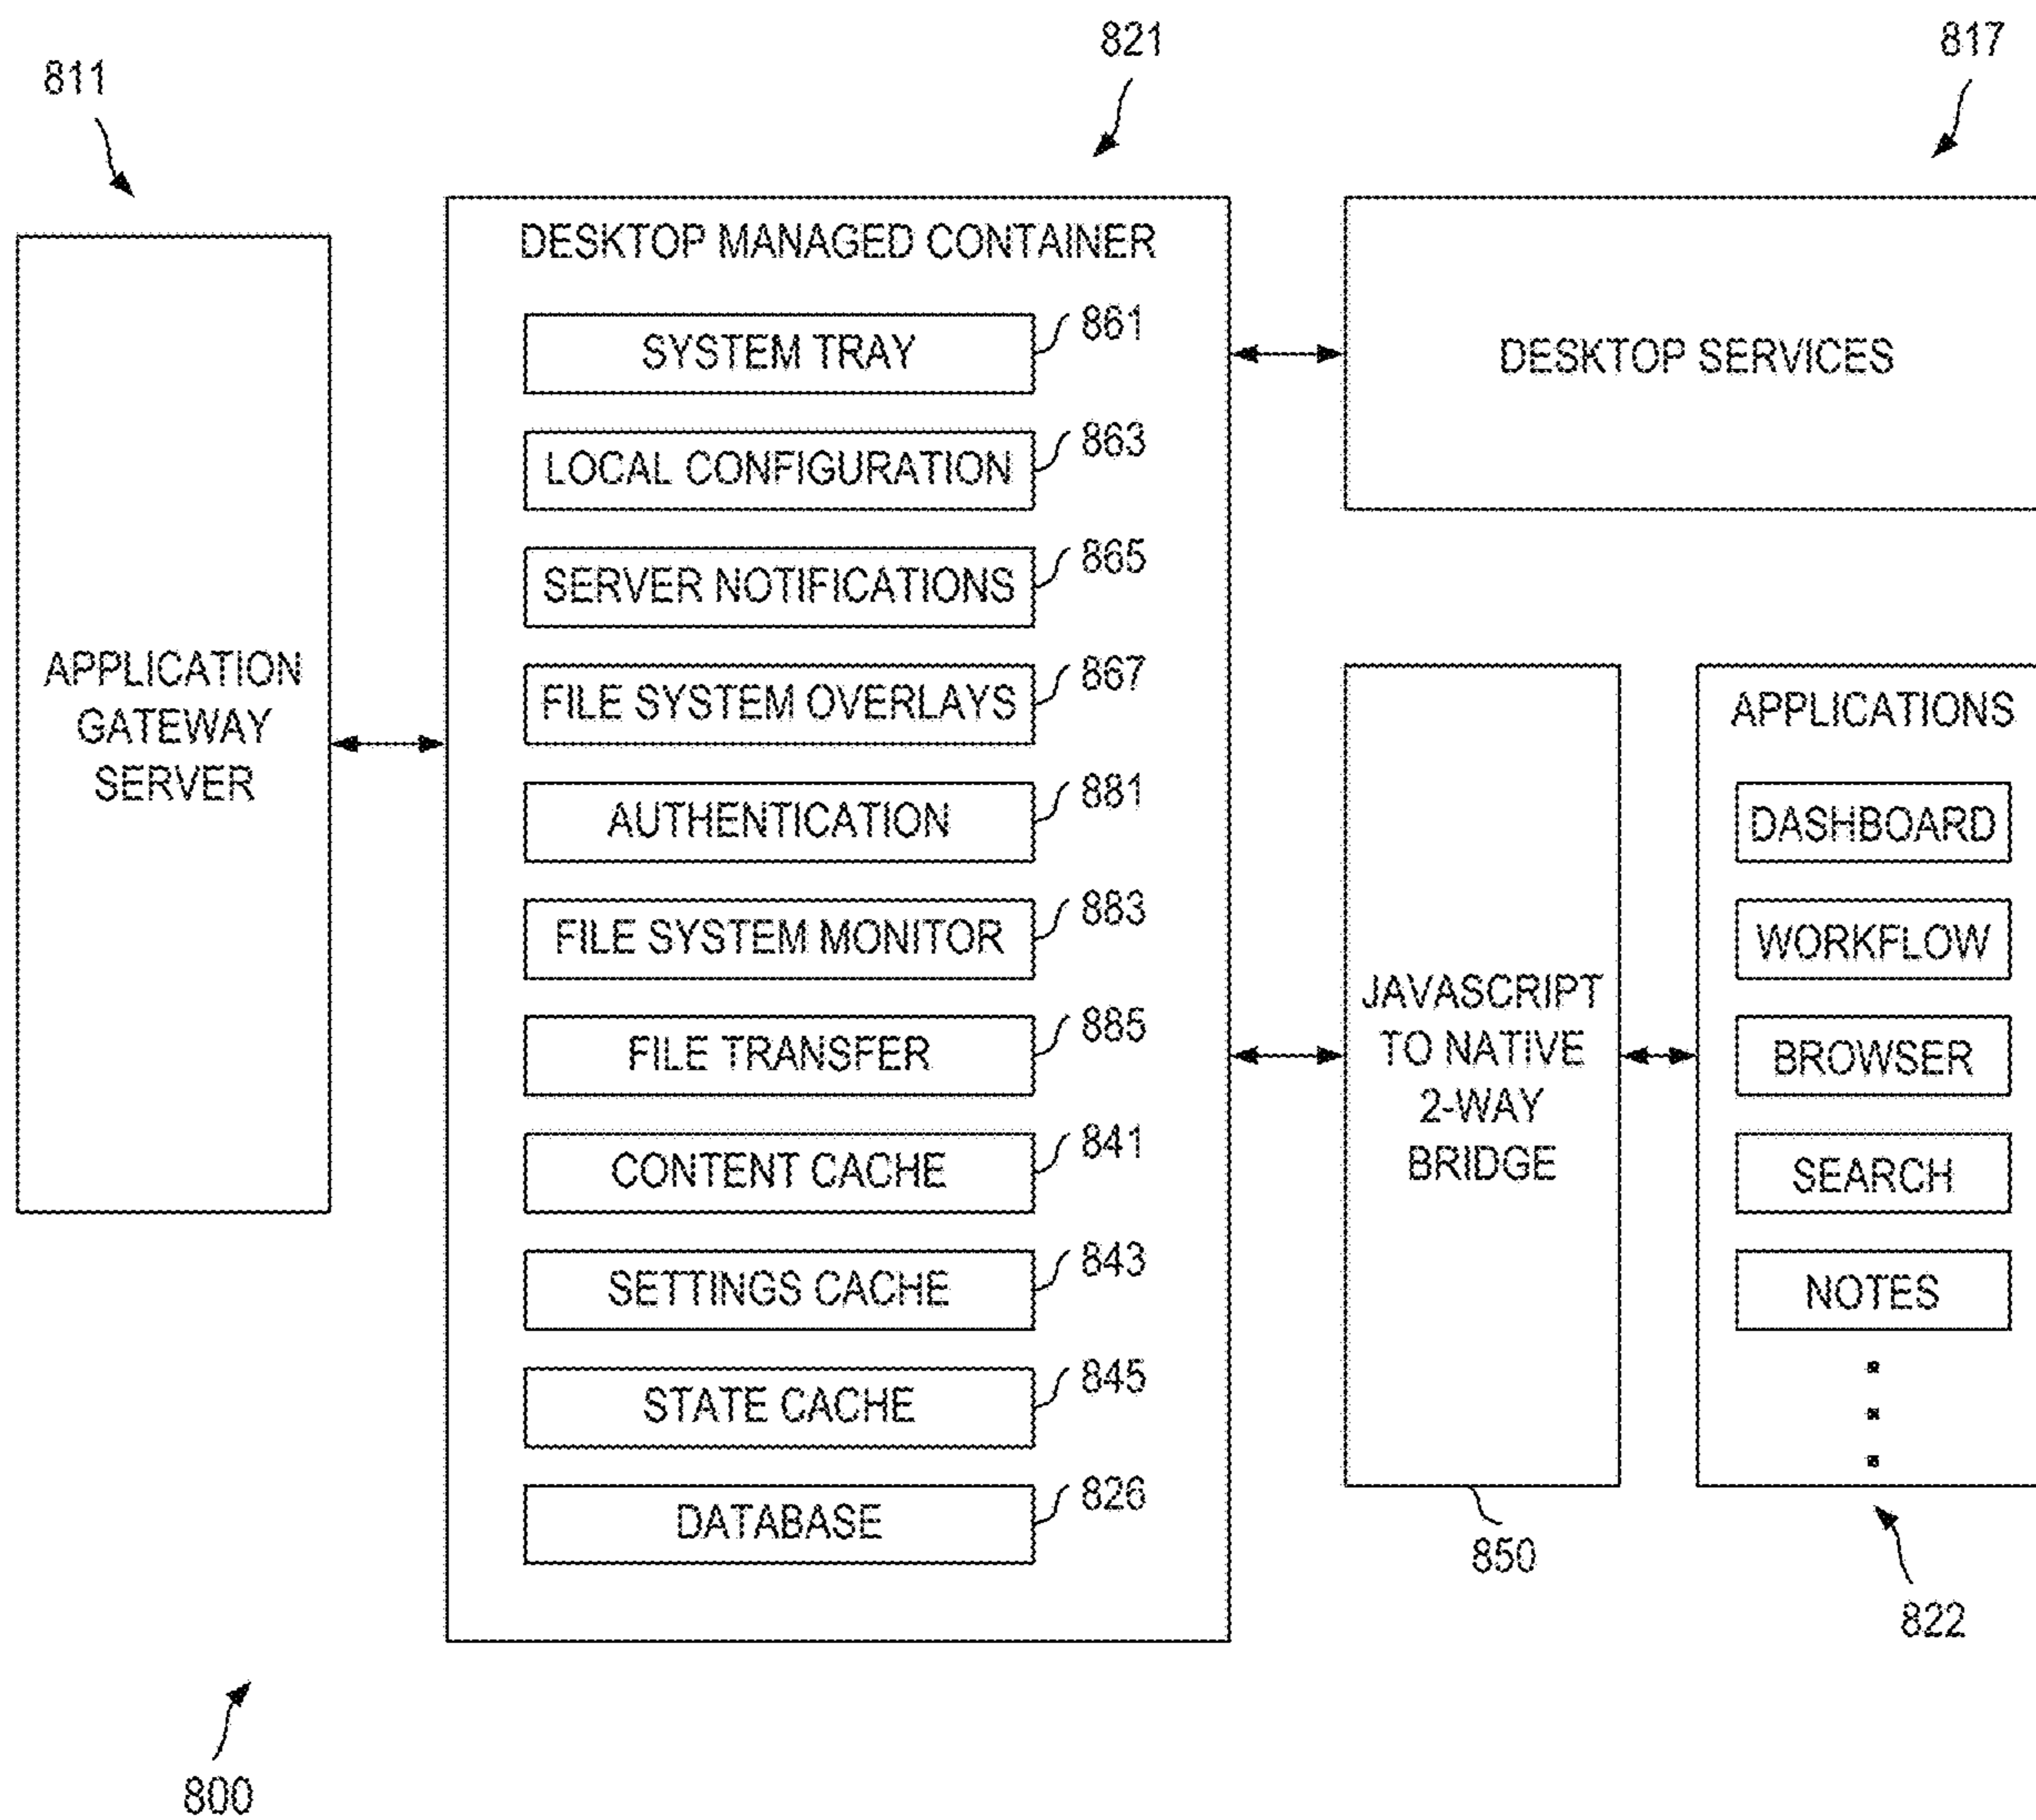 811
821
817
APPLICATION
GATEWAY
SERVER
DESKTOP MANAGED CONTAINER
SYSTEM TRAY
861
LOCAL CONFIGURATION
863
SERVER NOTIFICATIONS
865
FILE SYSTEM OVERLAYS
867
AUTHENTICATION
881
FILE SYSTEM MONITOR
883
FILE TRANSFER
885
CONTENT CACHE
841
SETTINGS CACHE
843
STATE CACHE
845
DATABASE
826
DESKTOP SERVICES
JAVASCRIPT
TO NATIVE
2-WAY
BRIDGE
850
APPLICATIONS
DASHBOARD
WORKFLOW
BROWSER
SEARCH
NOTES
822
800